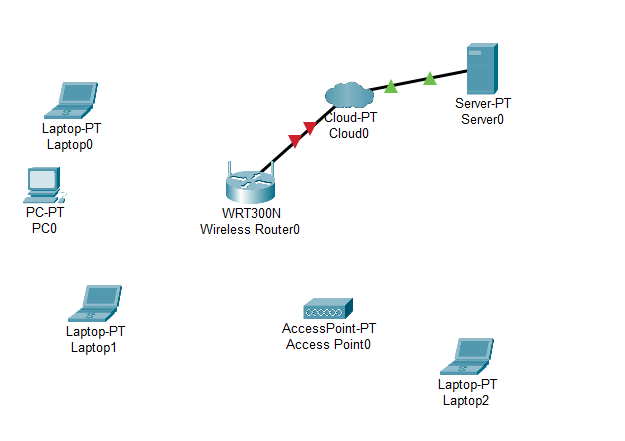 Server-PT
Server0
Cloud-PT
Cloud0
Laptop-PT
Laptop0
PC-PT
PC0
WRT300N
Wireless Router0
Laptop-PT
Laptop1
AccessPoint-PT
Access Point0
Laptop-PT
Laptop2